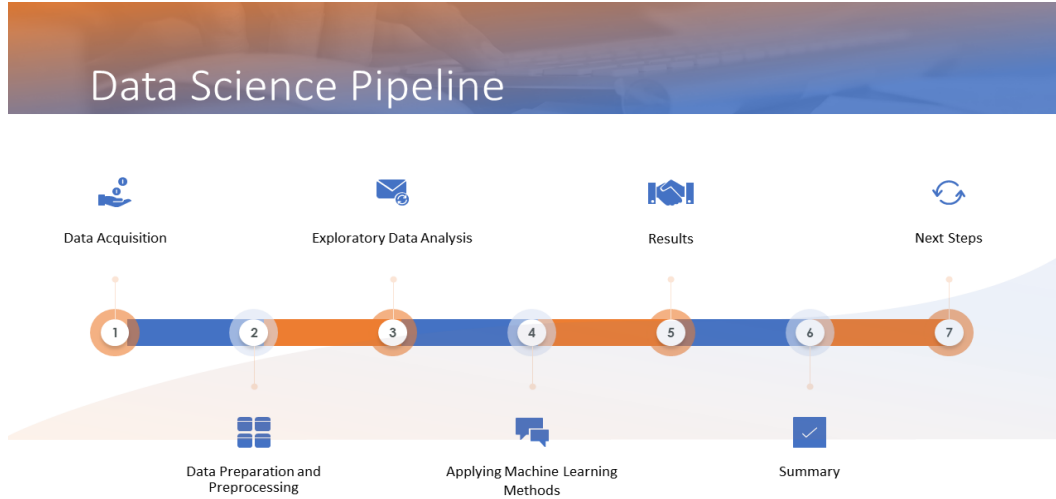 Data Science Pipeline
Data Acquisition
Exploratory Data Analysis
Results
Next Steps
1
2
3
4
5
6
7
Data Preparation and
Preprocessing
Applying Machine Learning
Methods
Summary